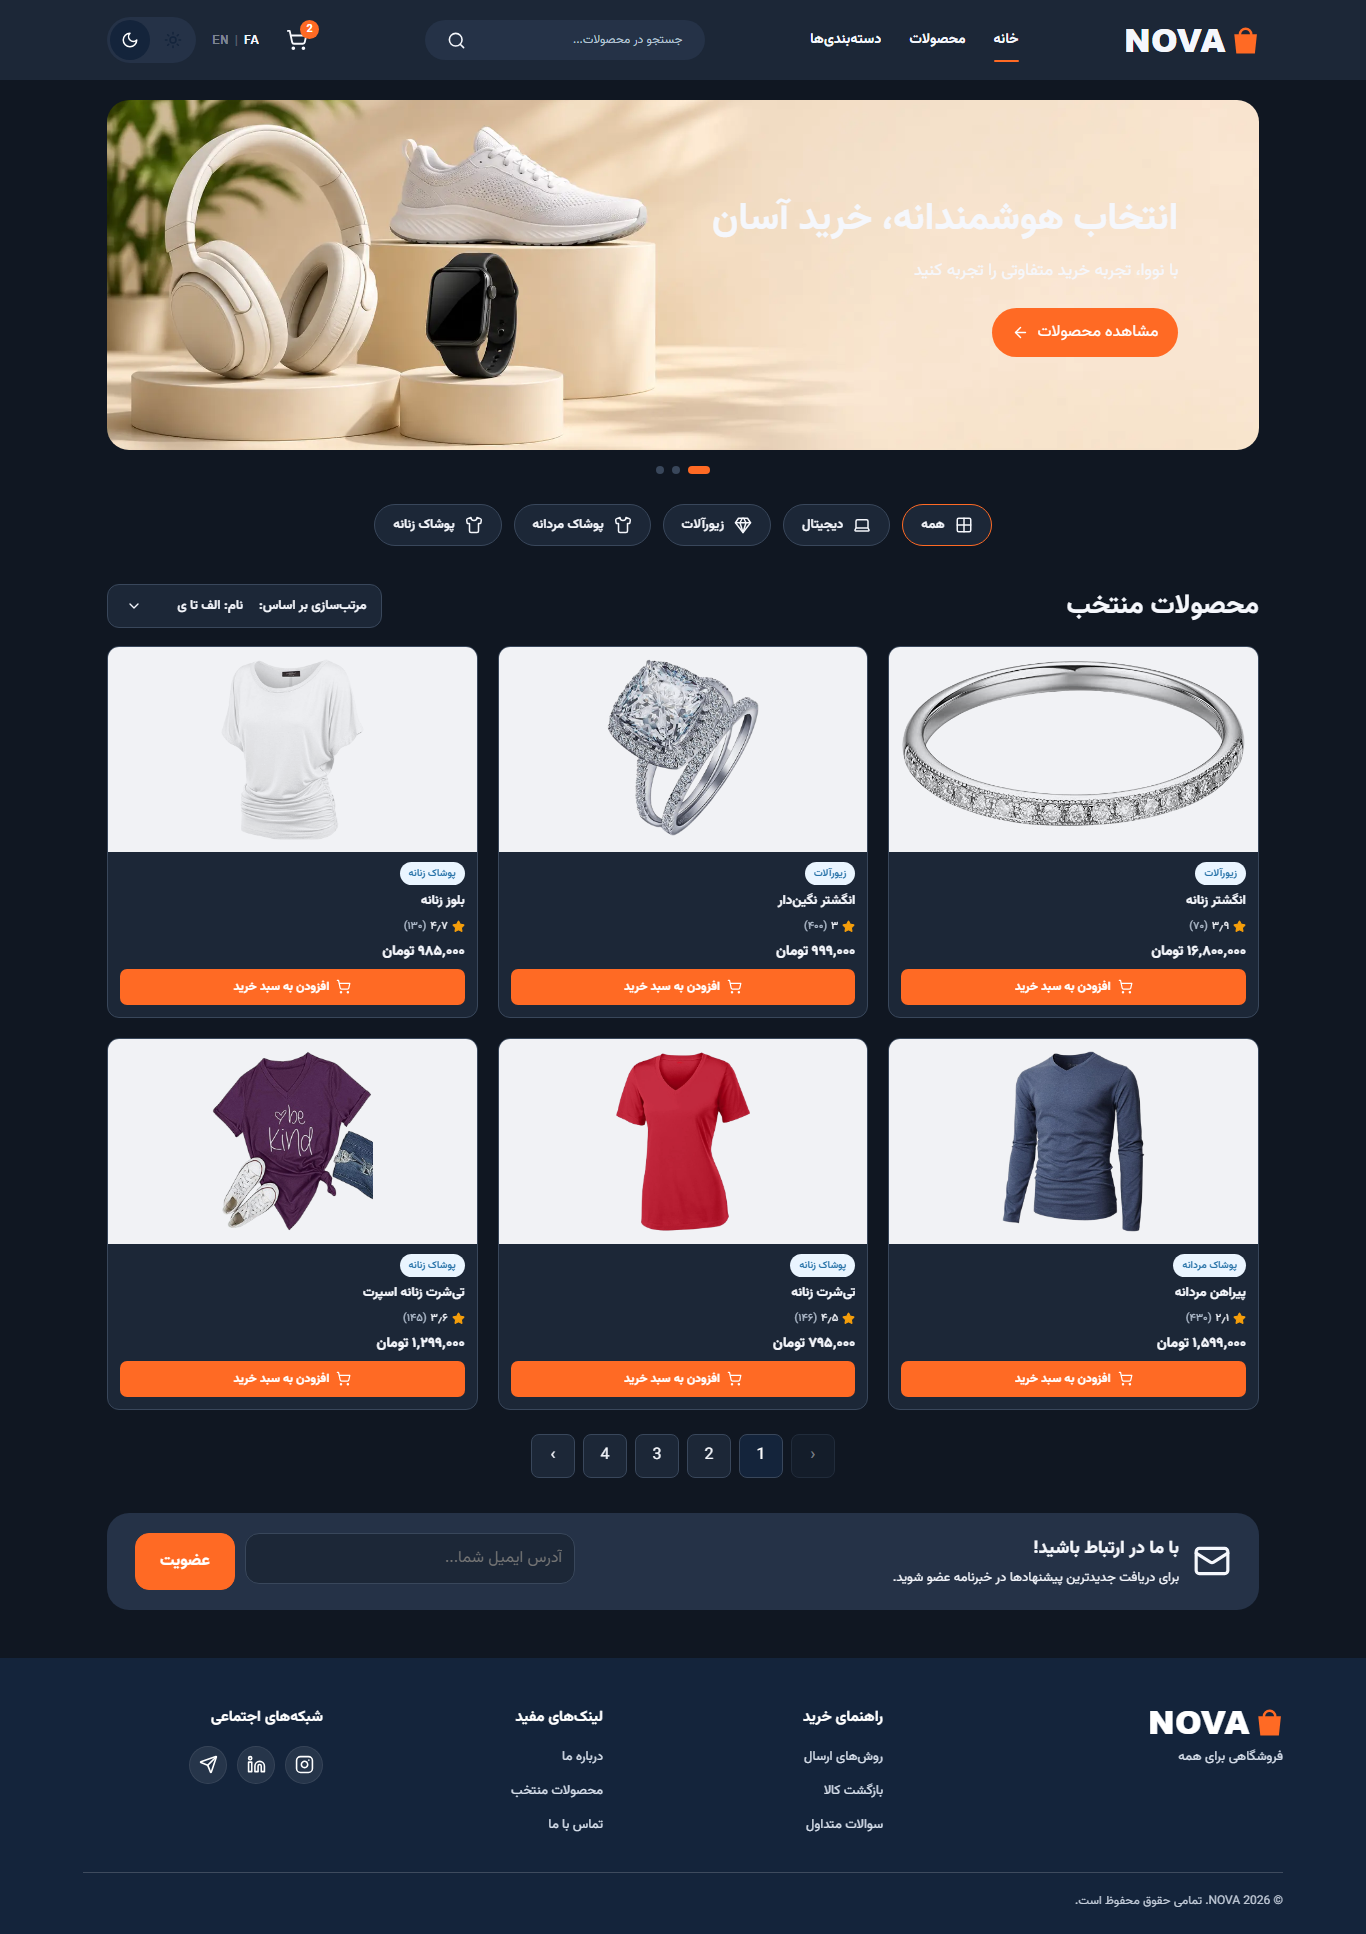 NOVA
خانه
محصولات
دسته‌بندی‌ها
جستجو در محصولات...
2
FA | EN
انتخاب هوشمندانه، خرید آسان
با نووا، تجربه خرید متفاوتی را تجربه کنید
مشاهده محصولات
همه
دیجیتال
زیورآلات
پوشاک مردانه
پوشاک زنانه
محصولات منتخب
مرتب‌سازی بر اساس: نام: الف تا ی
زیورآلات
انگشتر زنانه
۳٫۹ (۷۰)
۱۶,۸۰۰,۰۰۰ تومان
افزودن به سبد خرید
زیورآلات
انگشتر نگین‌دار
۳ (۴۰۰)
۹۹۹,۰۰۰ تومان
افزودن به سبد خرید
پوشاک زنانه
بلوز زنانه
۴٫۷ (۱۳۰)
۹۸۵,۰۰۰ تومان
افزودن به سبد خرید
پوشاک مردانه
پیراهن مردانه
۲٫۱ (۴۳۰)
۱,۵۹۹,۰۰۰ تومان
افزودن به سبد خرید
پوشاک زنانه
تی‌شرت زنانه
۴٫۵ (۱۴۶)
۷۹۵,۰۰۰ تومان
افزودن به سبد خرید
be
kind
پوشاک زنانه
تی‌شرت زنانه اسپرت
۳٫۶ (۱۴۵)
۱,۲۹۹,۰۰۰ تومان
افزودن به سبد خرید
‹ 1 2 3 4 ›
با ما در ارتباط باشید!
برای دریافت جدیدترین پیشنهادها در خبرنامه عضو شوید.
آدرس ایمیل شما...
عضویت
NOVA
فروشگاهی برای همه
راهنمای خرید
روش‌های ارسال
بازگشت کالا
سوالات متداول
لینک‌های مفید
درباره ما
محصولات منتخب
تماس با ما
شبکه‌های اجتماعی
© 2026 NOVA. تمامی حقوق محفوظ است.